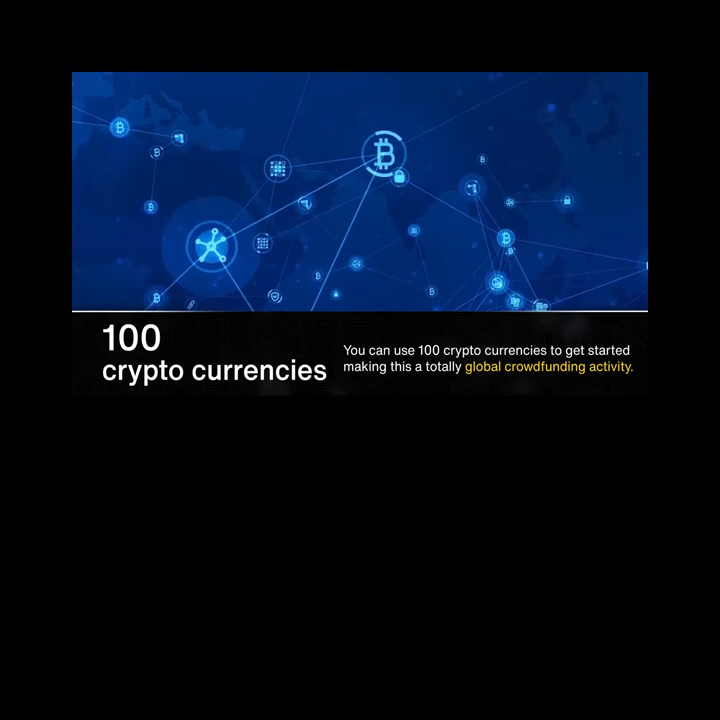 100
crypto currencies
You can use 100 crypto currencies to get started
making this a totally global crowdfunding activity.